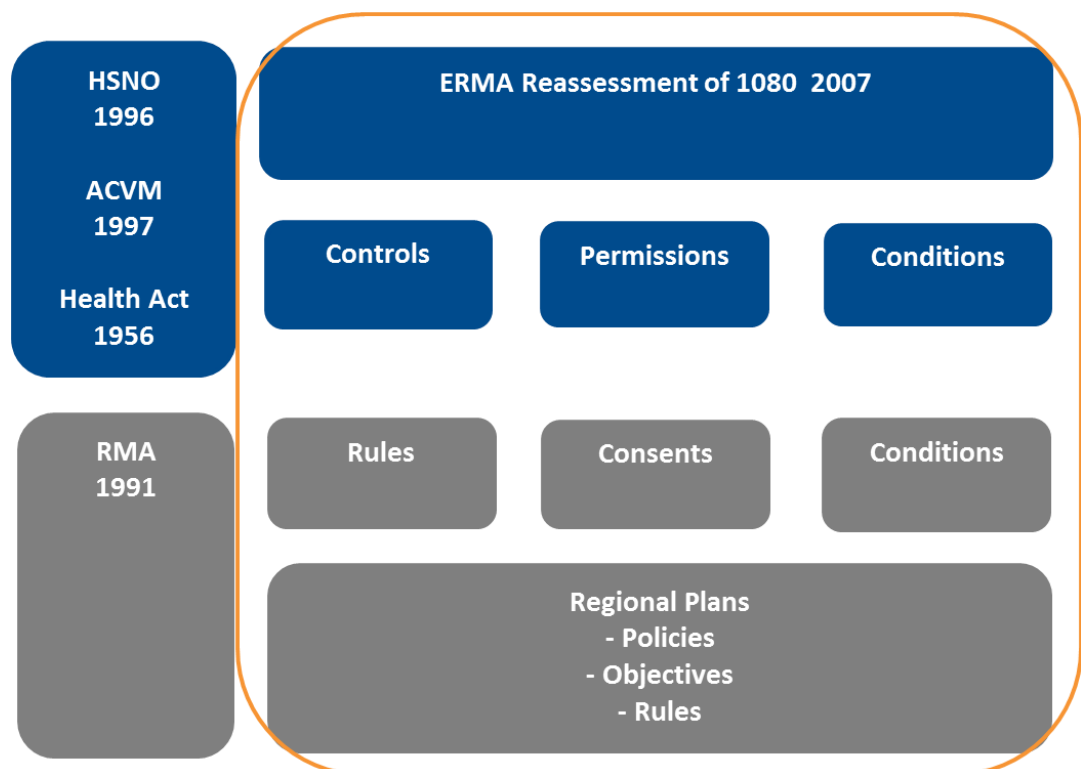 HSNO
1996
ACVM
1997
Health Act
1956
ERMA Reassessment of 1080  2007
Controls
Permissions
Conditions
RMA
1991
Rules
Consents
Conditions
Regional Plans
- Policies
- Objectives
- Rules